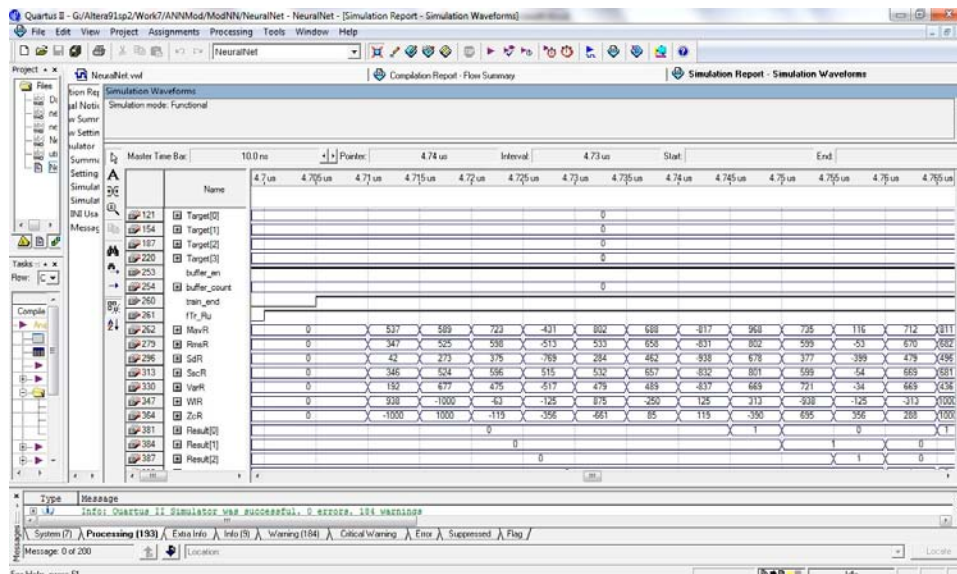 Quartus II - G:/Altera91sp2/Work7/ANNMod/ModNN/NeuralNet - NeuralNet - [Simulation Report - Simulation Waveforms]
File Edit View Project Assignments Processing Tools Window Help
NeuralNet
Project
NeuralNet.vwf
Compilation Report - Flow Summary
Simulation Report - Simulation Waveforms
Files
Simulation Waveforms
Simulation mode: Functional
Master Time Bar: 10.0 ns Pointer: 4.74 us Interval: 4.73 us Start: End:
Name 4.7 us 4.705 us 4.71 us 4.715 us 4.72 us 4.725 us 4.73 us 4.735 us 4.74 us 4.745 us 4.75 us 4.755 us 4.76 us 4.765 us
121 Target[0] 0
154 Target[1] 0
187 Target[2] 0
220 Target[3] 0
253 buffer_en
254 buffer_count 0
260 train_end
261 fTr_Ru
262 MavR 0 537 589 723 -431 802 688 -817 968 735 116 712 811
279 RmsR 0 347 525 598 -513 533 658 -831 802 599 -53 670 682
296 SdR 0 42 273 375 -769 284 462 -938 678 377 -399 479 496
313 SscR 0 346 524 596 515 532 657 -832 801 599 -54 669 681
330 VarR 0 192 677 475 -517 479 489 -837 669 721 -34 669 436
347 WlR 0 938 -1000 -63 -125 875 -250 125 313 -938 -125 -313 1000
364 ZcR 0 -1000 1000 -119 -356 -661 85 119 -390 695 356 288 1000
381 Result[0] 0 1 0 1
384 Result[1] 0 1 0
387 Result[2] 0 1 0
Tasks
Flow:
Compile
Type Message
Info: Quartus II Simulator was successful. 0 errors, 184 warnings
System (7) Processing (193) Extra Info Info (9) Warning (184) Critical Warning Error Suppressed Flag
Message: 0 of 200 Location: Locate